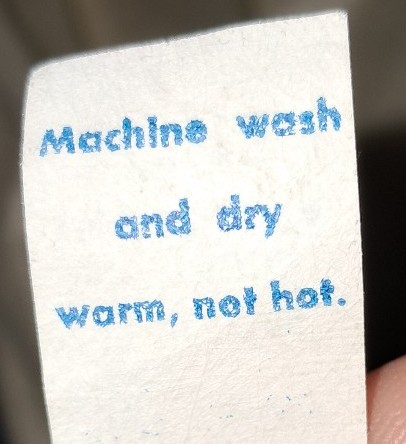 Machine wash
and dry
warm, not hot.